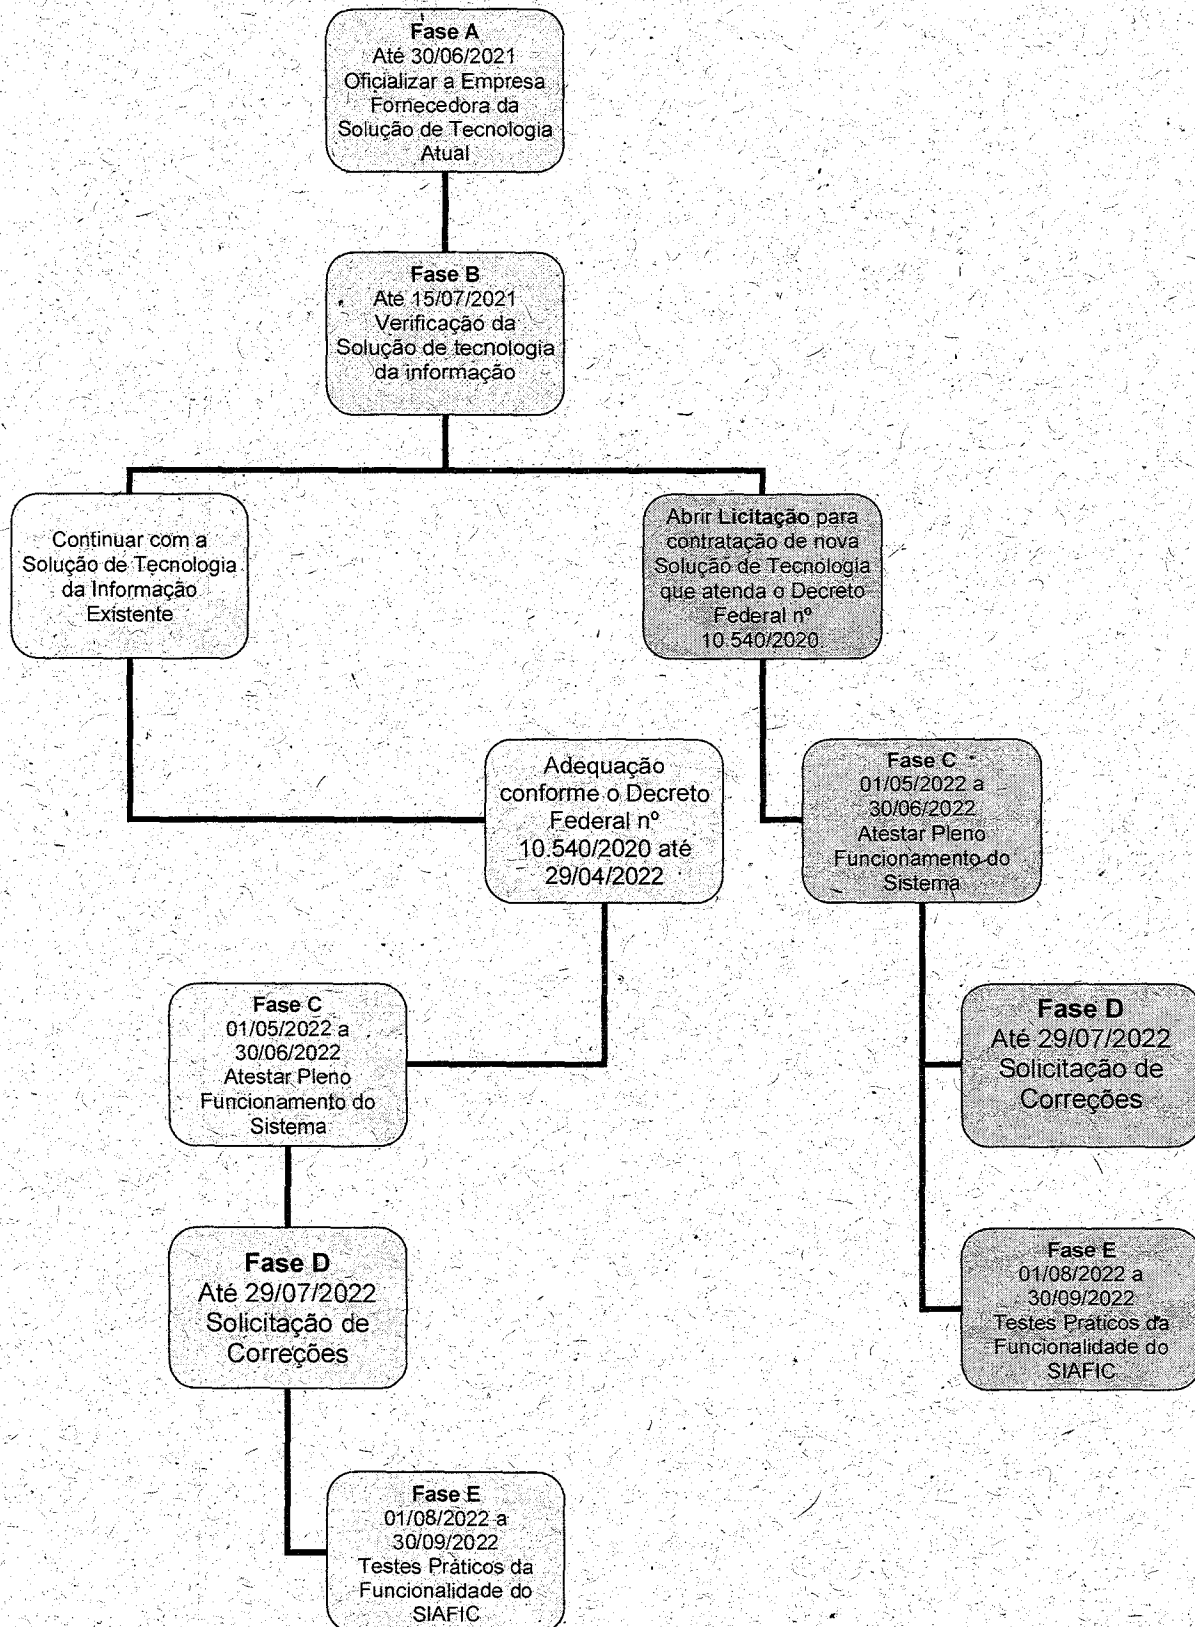 Fase A
Até 30/06/2021
Oficializar a Empresa
Fornecedora da
Solução de Tecnologia
Atual
Fase B
Até 15/07/2021
Verificação da
Solução de tecnologia
da informação
Continuar com a
Solução de Tecnologia
da Informação
Existente
Abrir Licitação para
contratação de nova
Solução de Tecnologia
que atenda o Decreto
Federal nº
10.540/2020.
Adequação
conforme o Decreto
Federal nº
10.540/2020 até
29/04/2022
Fase C
01/05/2022 a
30/06/2022
Atestar Pleno
Funcionamento do
Sistema
Fase C
01/05/2022 a
30/06/2022
Atestar Pleno
Funcionamento do
Sistema
Fase D
Até 29/07/2022
Solicitação de
Correções
Fase D
Até 29/07/2022
Solicitação de
Correções
Fase E
01/08/2022 a
30/09/2022
Testes Práticos da
Funcionalidade do
SIAFIC
Fase E
01/08/2022 a
30/09/2022
Testes Práticos da
Funcionalidade do
SIAFIC